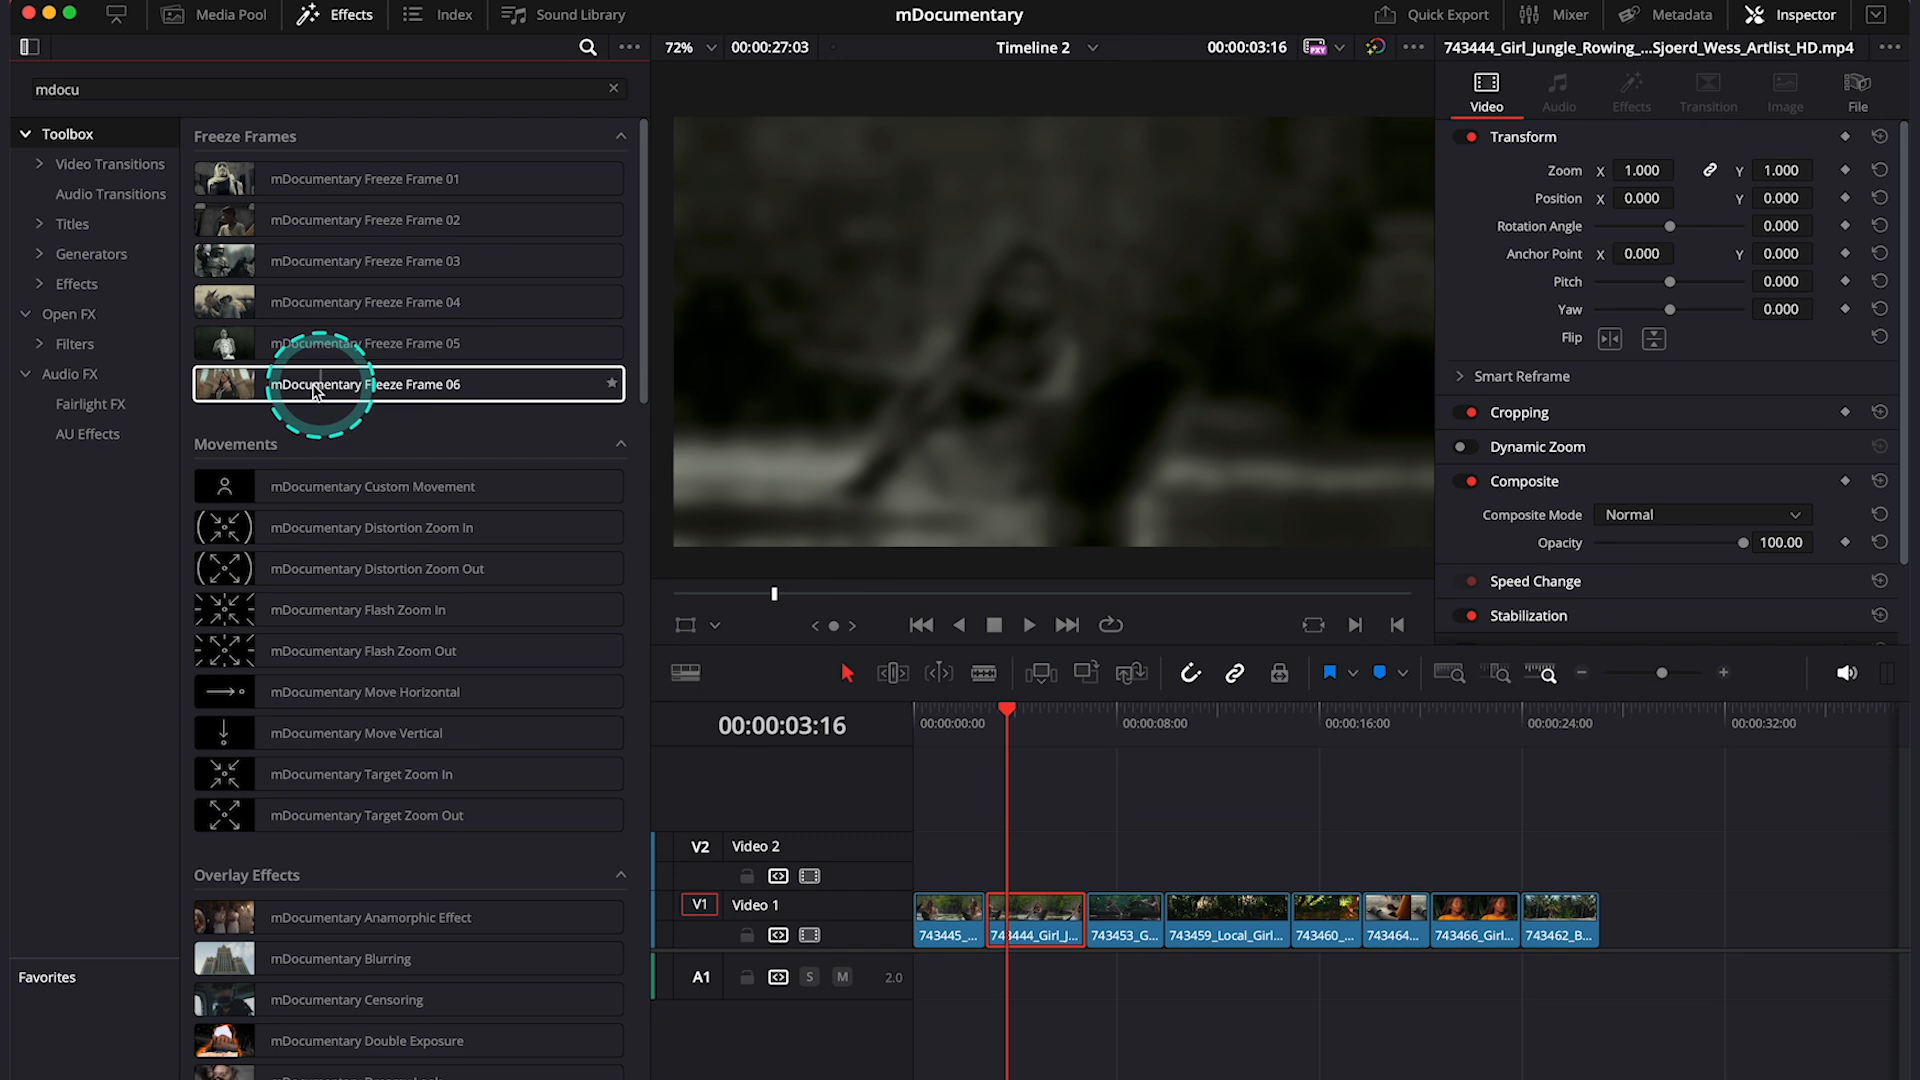 Media Pool
Effects
Index
Sound Library
mDocumentary
Quick Export
Mixer
Metadata
Inspector
72%
00:00:27:03
Timeline 2
00:00:03:16
PXY
743444_Girl_Jungle_Rowing_...Sjoerd_Wess_Artlist_HD.mp4
mdocu
Toolbox
Video Transitions
Audio Transitions
Titles
Generators
Effects
Open FX
Filters
Audio FX
Fairlight FX
AU Effects
Favorites
Freeze Frames
mDocumentary Freeze Frame 01
mDocumentary Freeze Frame 02
mDocumentary Freeze Frame 03
mDocumentary Freeze Frame 04
mDocumentary Freeze Frame 05
mDocumentary Freeze Frame 06
Movements
mDocumentary Custom Movement
mDocumentary Distortion Zoom In
mDocumentary Distortion Zoom Out
mDocumentary Flash Zoom In
mDocumentary Flash Zoom Out
mDocumentary Move Horizontal
mDocumentary Move Vertical
mDocumentary Target Zoom In
mDocumentary Target Zoom Out
Overlay Effects
mDocumentary Anamorphic Effect
mDocumentary Blurring
mDocumentary Censoring
mDocumentary Double Exposure
Video
Audio
Effects
Transition
Image
File
Transform
Zoom X 1.000 Y 1.000
Position X 0.000 Y 0.000
Rotation Angle 0.000
Anchor Point X 0.000 Y 0.000
Pitch 0.000
Yaw 0.000
Flip
Smart Reframe
Cropping
Dynamic Zoom
Composite
Composite Mode Normal
Opacity 100.00
Speed Change
Stabilization
00:00:03:16
00:00:00:00
00:00:08:00
00:00:16:00
00:00:24:00
00:00:32:00
V2 Video 2
V1 Video 1
743445_...
743444_Girl_J...
743453_G...
743459_Local_Girl...
743460_...
743464...
743466_Girl...
743462_B...
A1 S M 2.0